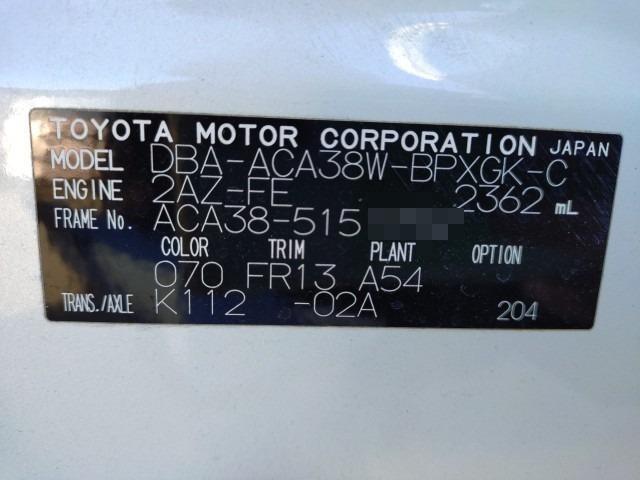 TOYOTA MOTOR CORPORATION JAPAN
MODEL DBA-ACA38W-BPXGK-C
ENGINE 2AZ-FE 2362 mL
FRAME No. ACA38-515
COLOR TRIM PLANT OPTION
070 FR13 A54
TRANS./AXLE K112 -02A 204